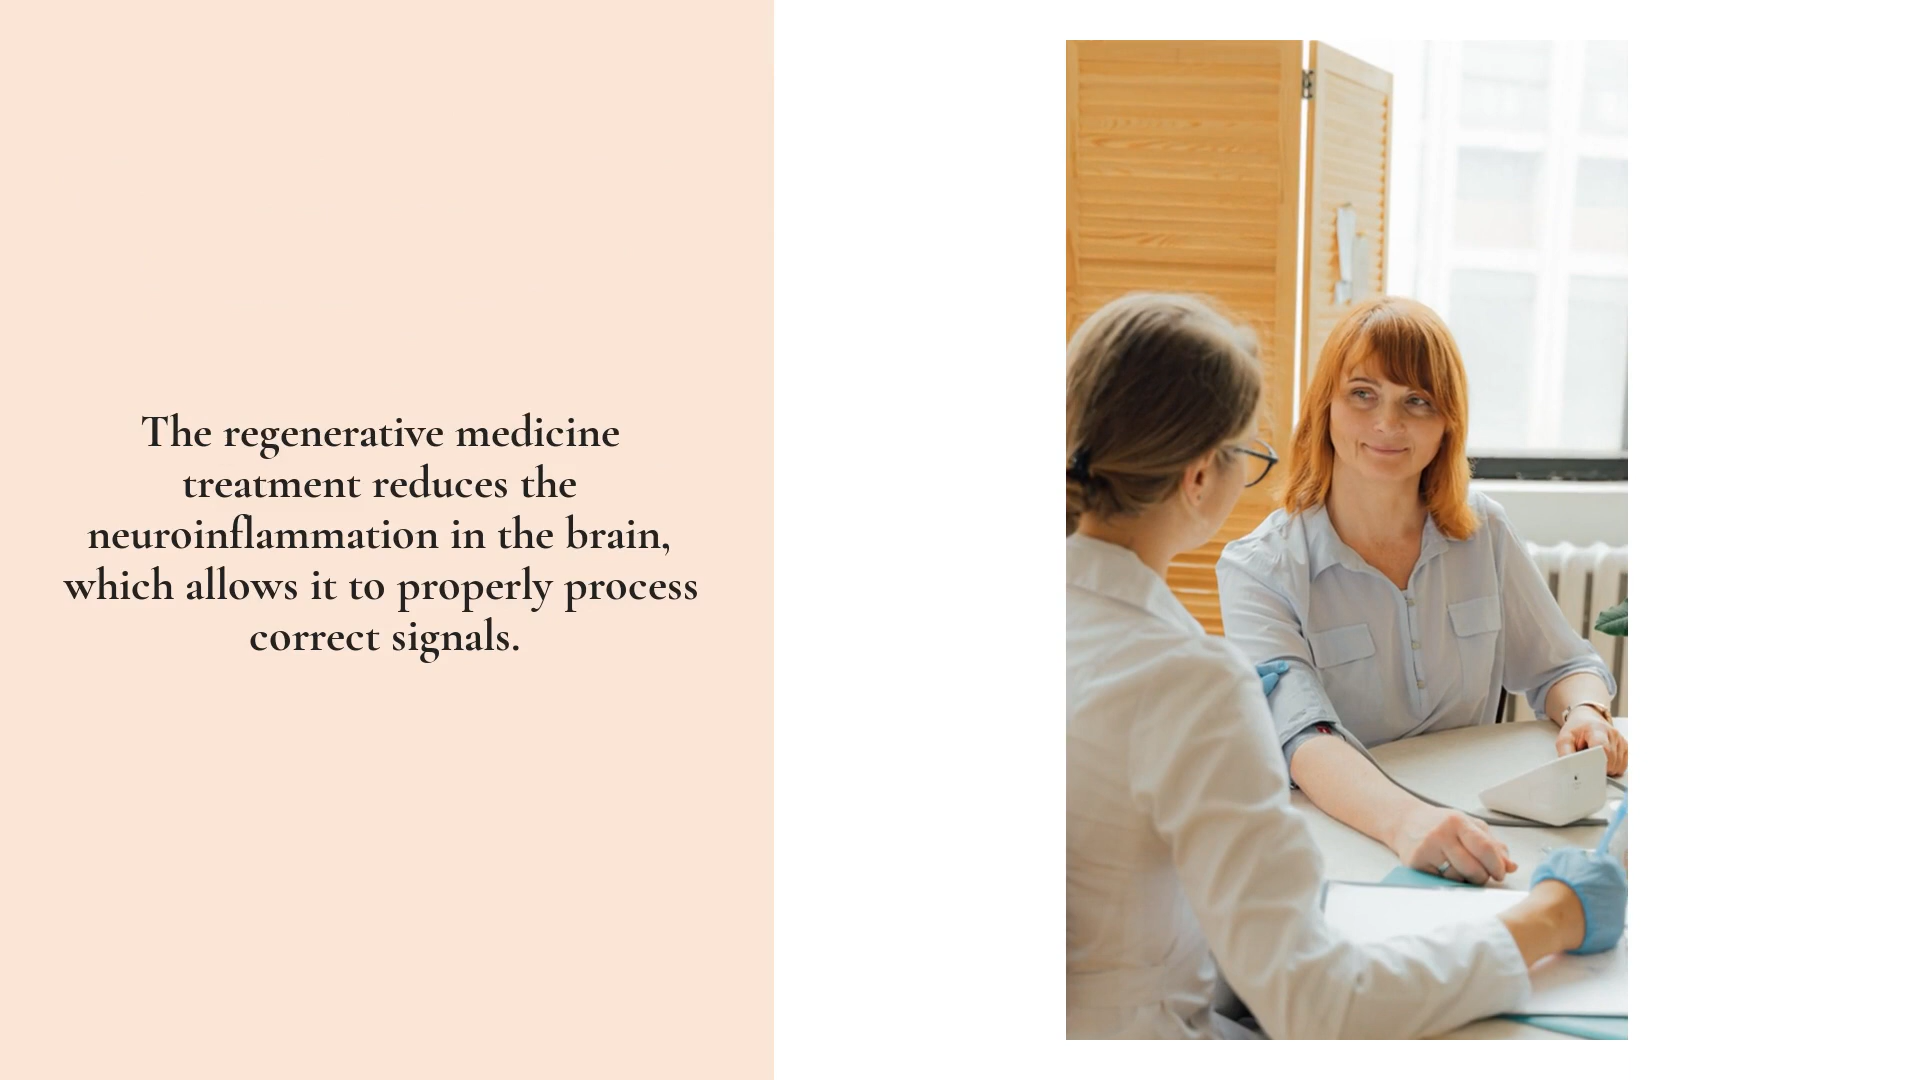 The regenerative medicine
treatment reduces the
neuroinflammation in the brain,
which allows it to properly process
correct signals.